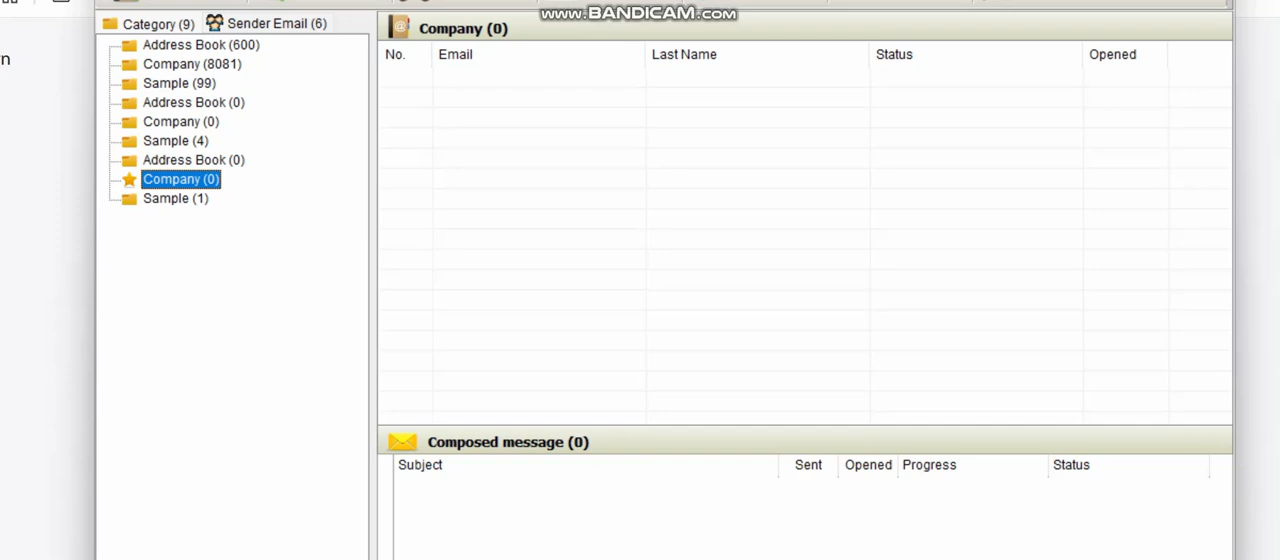 www.BANDICAM.com
Category (9) Sender Email (6)
Address Book (600)
Company (8081)
Sample (99)
Address Book (0)
Company (0)
Sample (4)
Address Book (0)
Company (0)
Sample (1)
Company (0)
No. Email Last Name Status Opened
Composed message (0)
Subject Sent Opened Progress Status